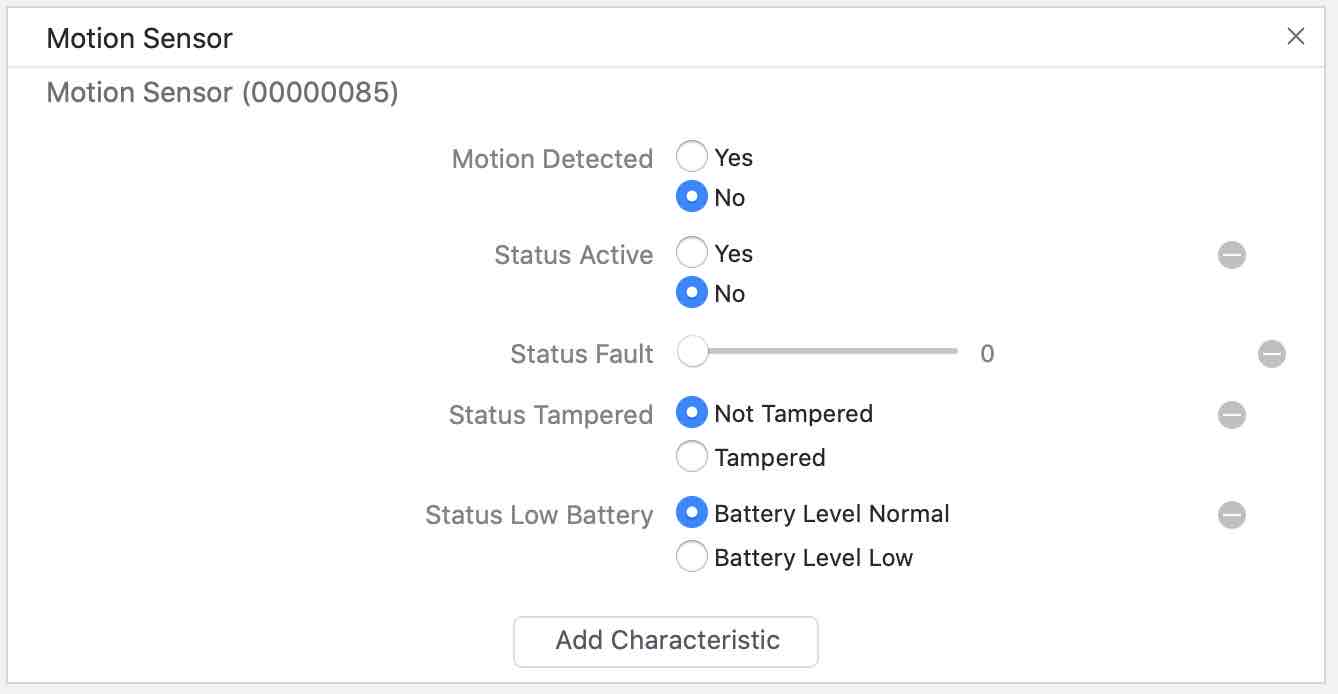 Motion Sensor
Motion Sensor (00000085)
Motion Detected Yes
No
Status Active Yes
No
Status Fault 0
Status Tampered Not Tampered
Tampered
Status Low Battery Battery Level Normal
Battery Level Low
Add Characteristic